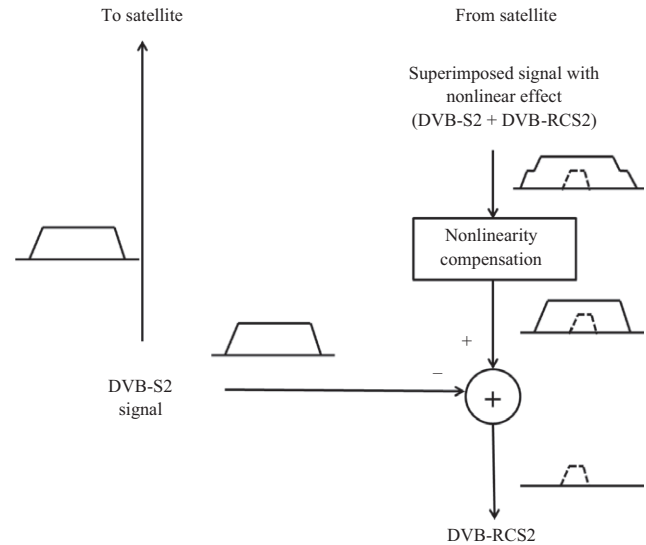 To satellite
From satellite
Superimposed signal with
nonlinear effect
(DVB-S2 + DVB-RCS2)
Nonlinearity
compensation
+
−
DVB-S2
signal
+
DVB-RCS2